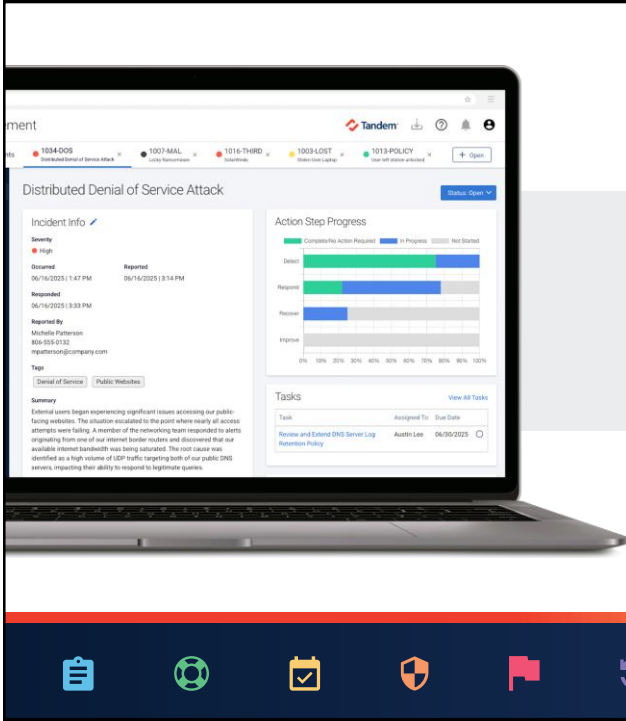 ement
Tandem
nts
1034-DOS
Distributed Denial of Service Attack
1007-MAL
Locky Ransomware
1016-THIRD
SolarWinds
1003-LOST
Stolen User Laptop
1013-POLICY
User left station unlocked
+ Open
Distributed Denial of Service Attack
Status: Open
Incident Info
Severity
High
Occurred Reported
06/16/2025 | 1:47 PM 06/16/2025 | 3:14 PM
Responded
06/16/2025 | 3:33 PM
Reported By
Michelle Patterson
806-555-0132
mpatterson@company.com
Tags
Denial of Service Public Websites
Summary
External users began experiencing significant issues accessing our public-
facing websites. The situation escalated to the point where nearly all access
attempts were failing. A member of the networking team responded to alerts
originating from one of our internet border routers and discovered that our
available internet bandwidth was being saturated. The root cause was
identified as a high volume of UDP traffic targeting both of our public DNS
servers, impacting their ability to respond to legitimate queries.
Action Step Progress
Complete/No Action Required In Progress Not Started
Detect
Respond
Recover
Improve
0% 10% 20% 30% 40% 50% 60% 70% 80% 90% 100%
Tasks View All Tasks
Task Assigned To Due Date
Review and Extend DNS Server Log Austin Lee 06/30/2025
Retention Policy